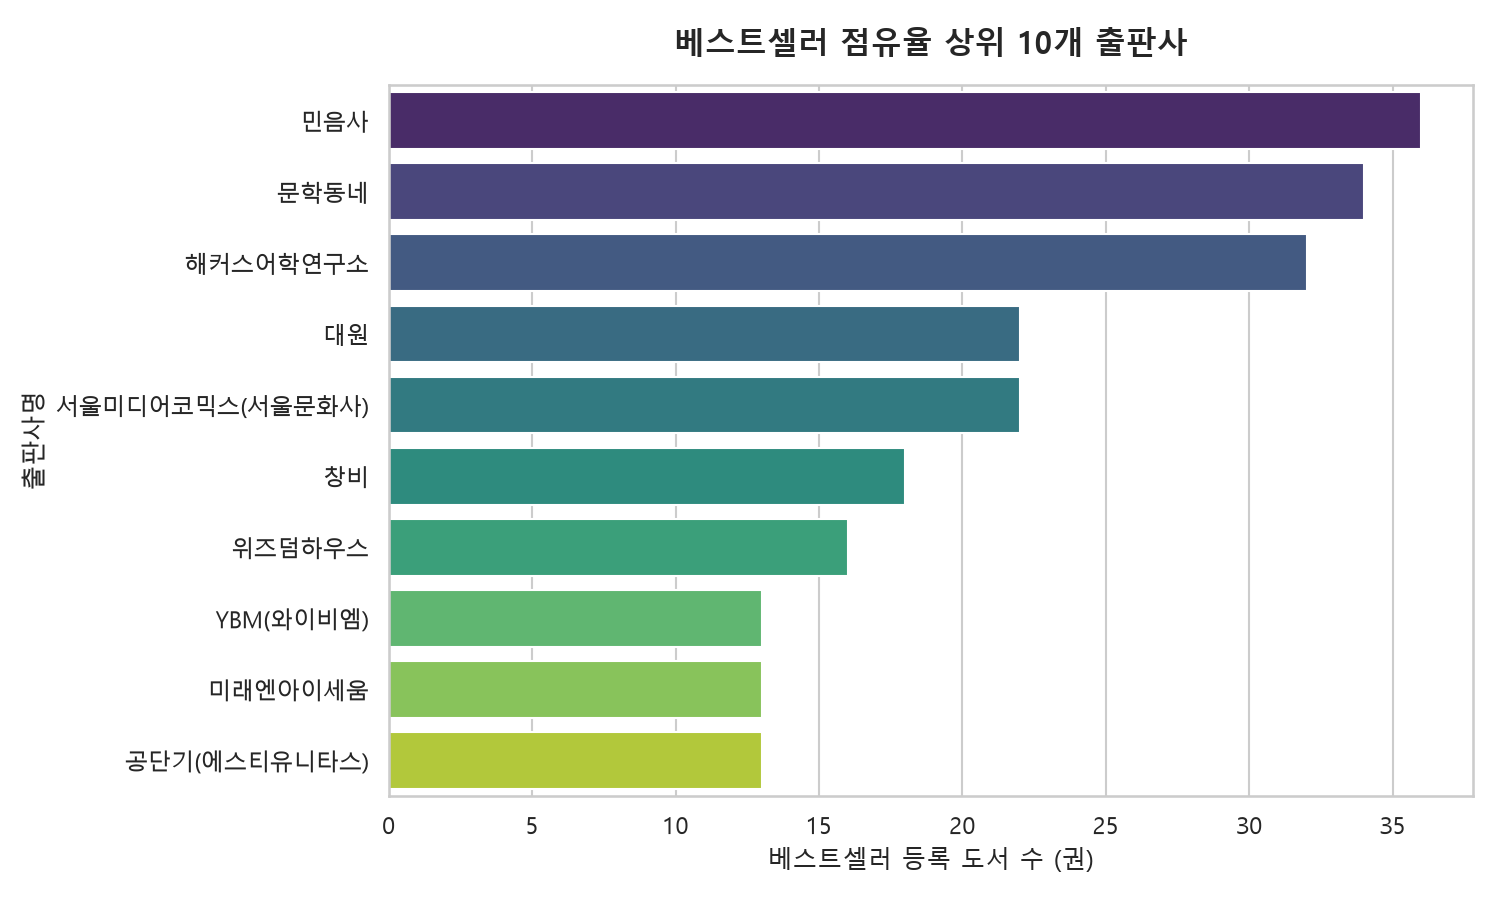 베스트셀러 점유율 상위 10개 출판사
민음사
문학동네
해커스어학연구소
대원
서울미디어코믹스(서울문화사)
창비
위즈덤하우스
YBM(와이비엠)
미래엔아이세움
공단기(에스티유니타스)
출판사명
0 5 10 15 20 25 30 35
베스트셀러 등록 도서 수 (권)